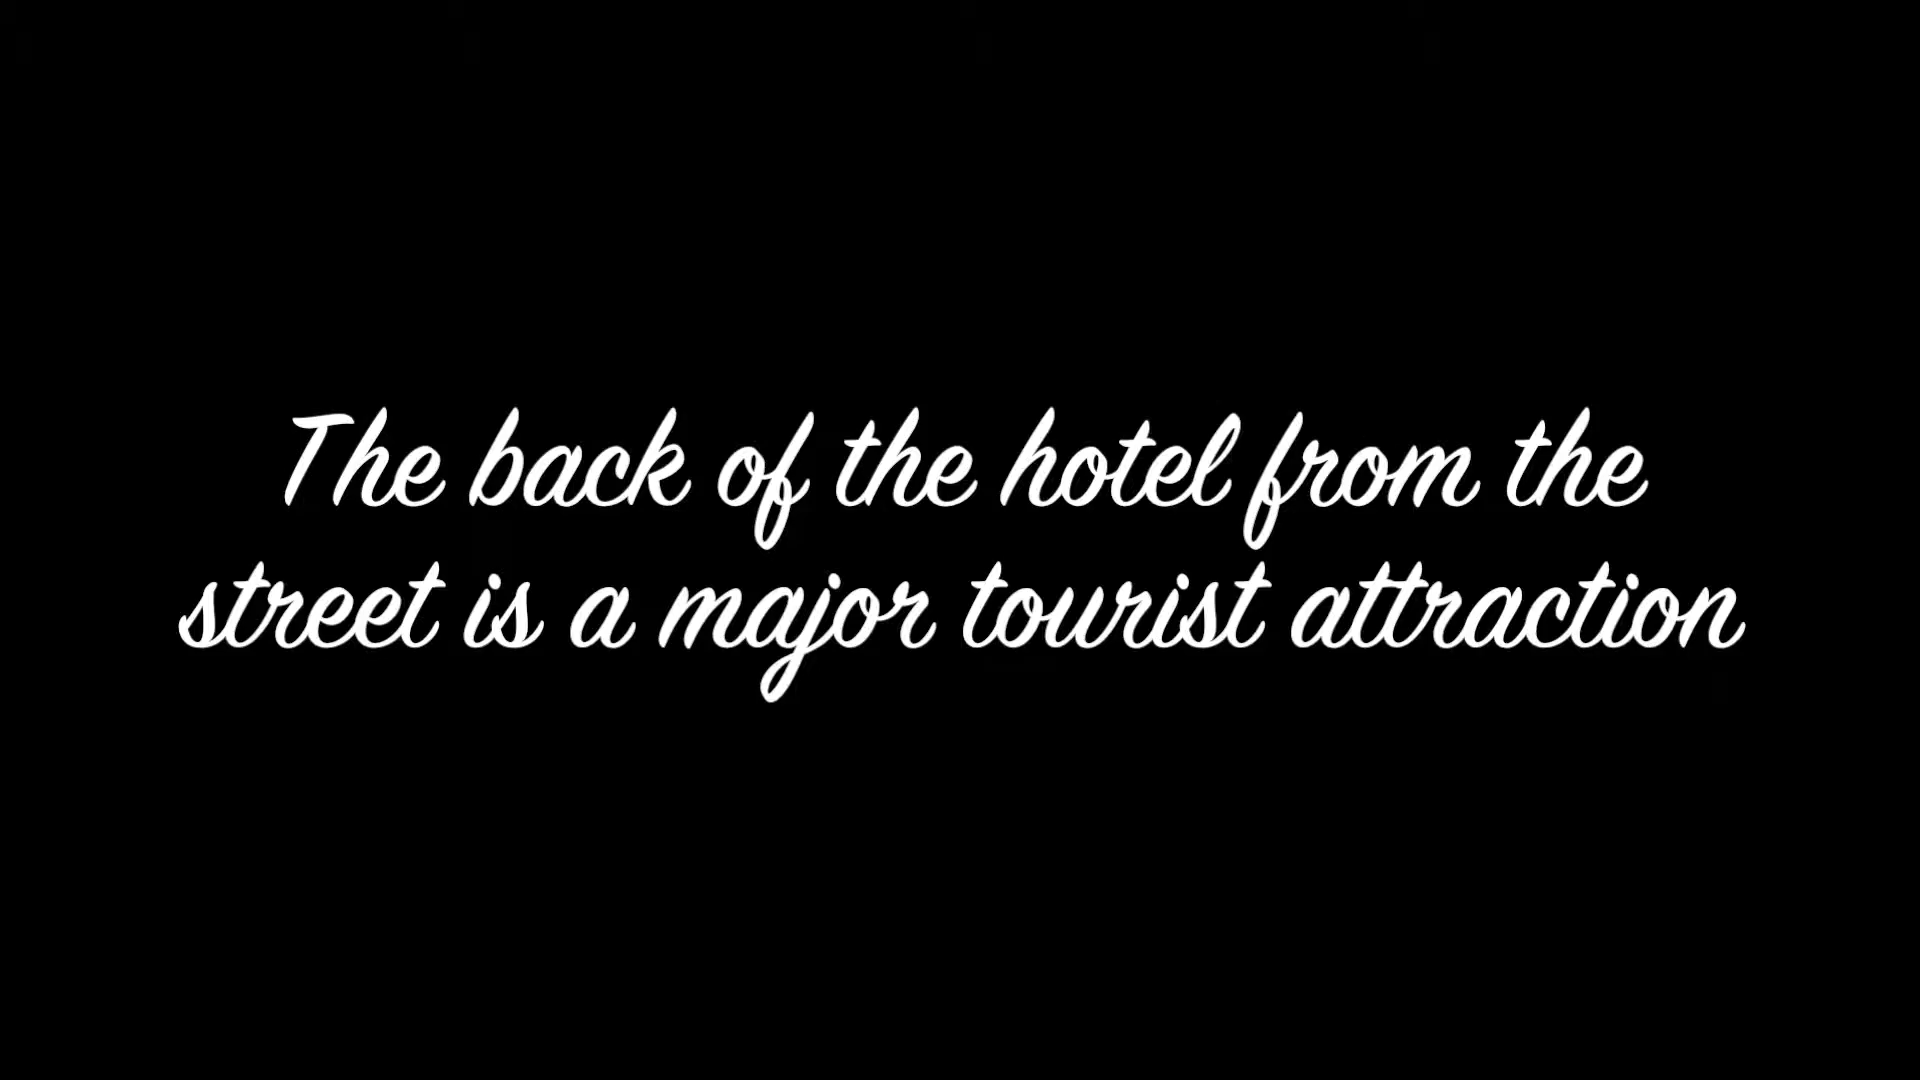 The back of the hotel from the
street is a major tourist attraction